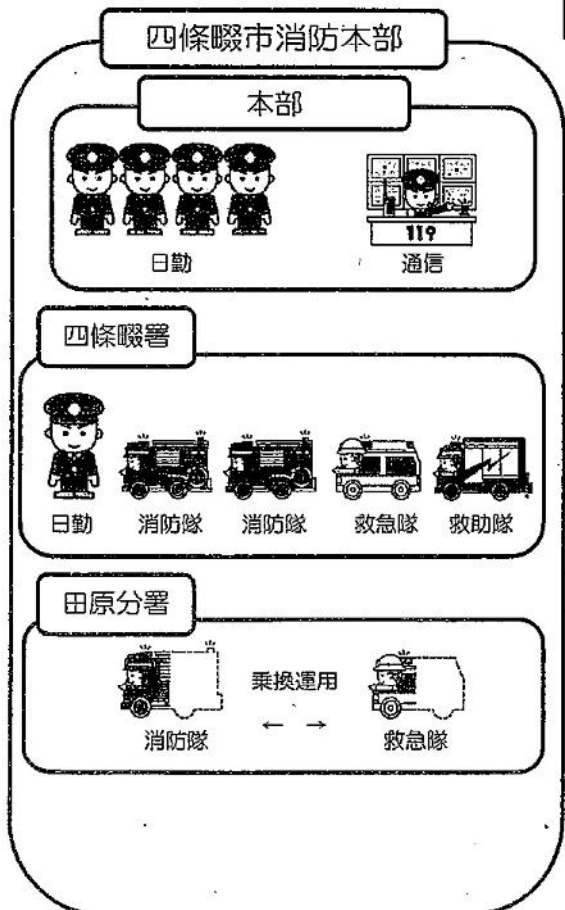 四條畷市消防本部
本部
119
日勤 通信
四條畷署
日勤 消防隊 消防隊 救急隊 救助隊
田原分署
乗換運用
← →
消防隊 救急隊